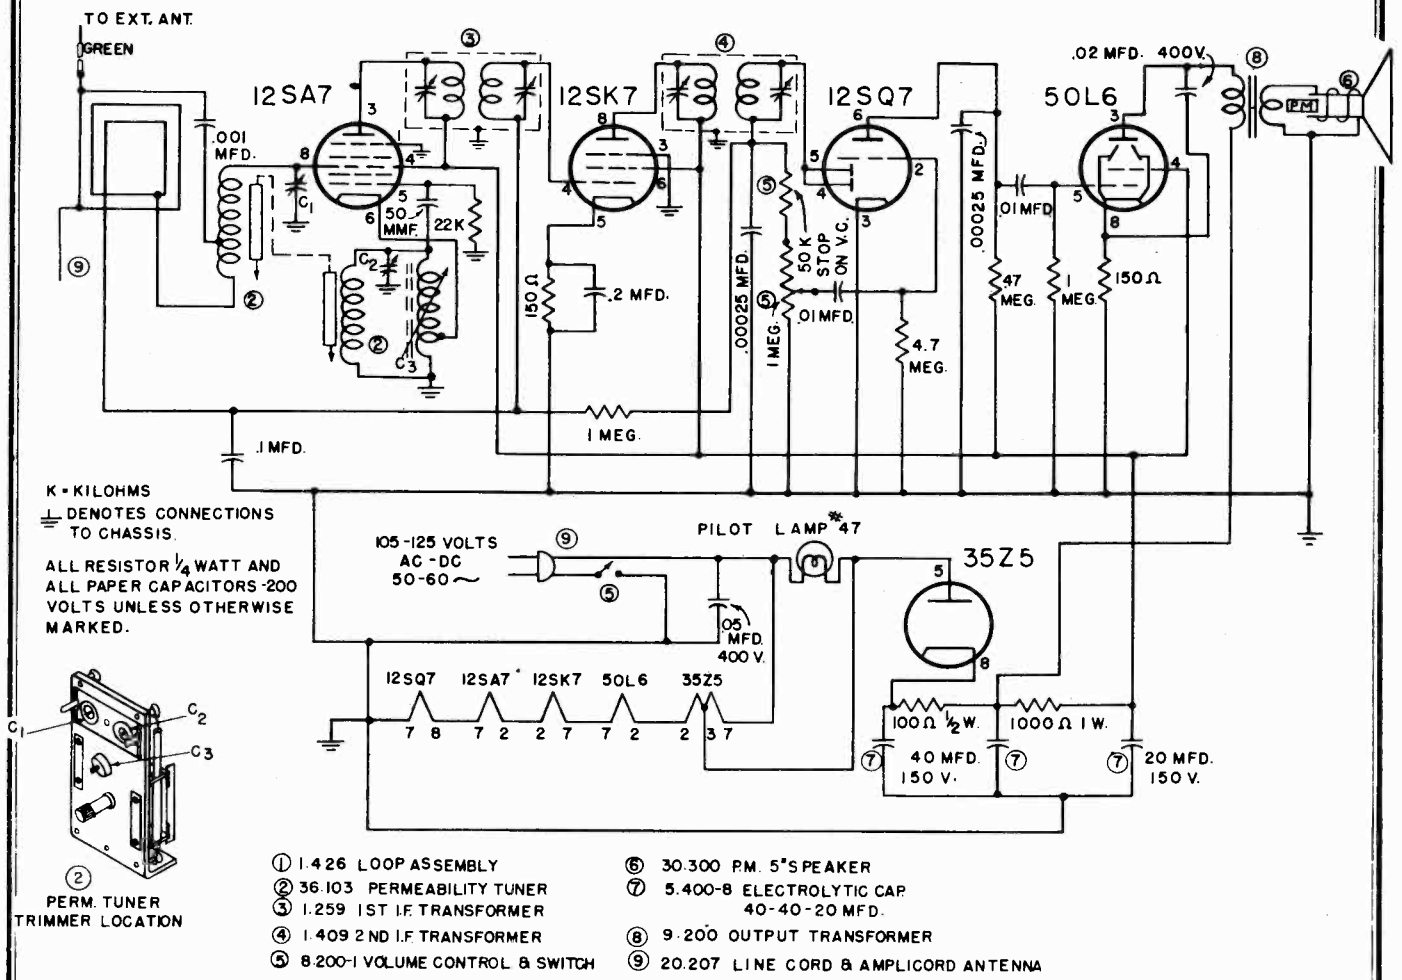 TO EXT. ANT.
GREEN
③
④
.02 MFD. 400V.
⑧
⑥
12SA7
12SK7
12SQ7
50L6
P.M.
.001
MFD.
C1
50
MMF.
22K
C2
C3
②
②
⑨
3
8
4
5
6
8
3
6
4
5
6
5
4
2
3
3
4
5
8
150Ω
.2 MFD.
.00025 MFD.
⑤
50K
STOP
ON V.C.
⑤
1 MEG.
.01 MFD.
4.7
MEG.
.00025 MFD.
.01 MFD
47
MEG.
1
MEG.
150Ω
1 MEG.
.1 MFD.
K = KILOHMS
DENOTES CONNECTIONS
TO CHASSIS.
ALL RESISTOR 1/4 WATT AND
ALL PAPER CAPACITORS-200
VOLTS UNLESS OTHERWISE
MARKED.
105-125 VOLTS
AC-DC
50-60~
⑨
⑤
PILOT LAMP #47
35Z5
5
8
.05
MFD.
400V.
12SQ7 12SA7 12SK7 50L6 35Z5
7 8 7 2 2 7 7 2 2 3 7
100Ω 1/2 W.
1000Ω 1 W.
⑦
40 MFD.
150 V.
⑦
⑦
20 MFD.
150 V.
C1
C2
C3
②
PERM. TUNER
TRIMMER LOCATION
① 1.426 LOOP ASSEMBLY
② 36.103 PERMEABILITY TUNER
③ 1.259 1ST I.F. TRANSFORMER
④ 1.409 2ND I.F. TRANSFORMER
⑤ 8.200-1 VOLUME CONTROL & SWITCH
⑥ 30.300 P.M. 5" SPEAKER
⑦ 5.400-8 ELECTROLYTIC CAP.
40-40-20 MFD.
⑧ 9.200 OUTPUT TRANSFORMER
⑨ 20.207 LINE CORD & AMPLICORD ANTENNA